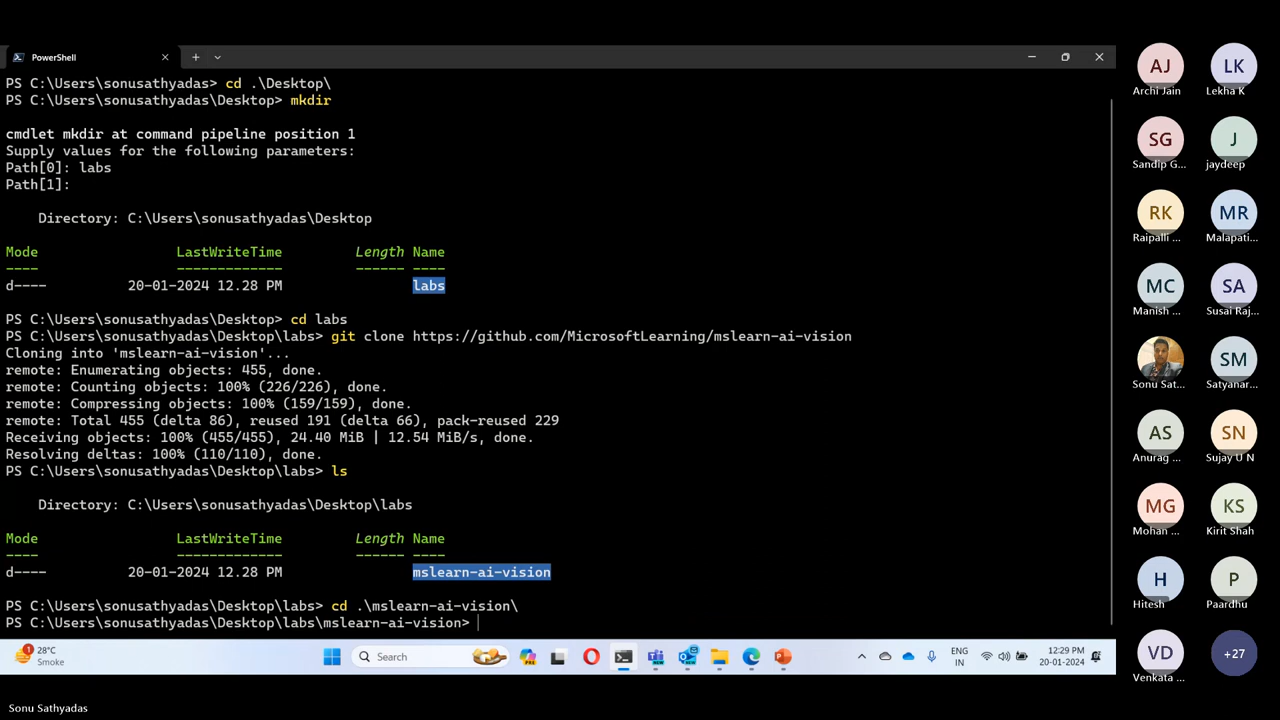 PowerShell
PS C:\Users\sonusathyadas> cd .\Desktop\
PS C:\Users\sonusathyadas\Desktop> mkdir
cmdlet mkdir at command pipeline position 1
Supply values for the following parameters:
Path[0]: labs
Path[1]:
Directory: C:\Users\sonusathyadas\Desktop
Mode LastWriteTime Length Name
---- ------------- ------ ----
d---- 20-01-2024 12.28 PM labs
PS C:\Users\sonusathyadas\Desktop> cd labs
PS C:\Users\sonusathyadas\Desktop\labs> git clone https://github.com/MicrosoftLearning/mslearn-ai-vision
Cloning into 'mslearn-ai-vision'...
remote: Enumerating objects: 455, done.
remote: Counting objects: 100% (226/226), done.
remote: Compressing objects: 100% (159/159), done.
remote: Total 455 (delta 86), reused 191 (delta 66), pack-reused 229
Receiving objects: 100% (455/455), 24.40 MiB | 12.54 MiB/s, done.
Resolving deltas: 100% (110/110), done.
PS C:\Users\sonusathyadas\Desktop\labs> ls
Directory: C:\Users\sonusathyadas\Desktop\labs
Mode LastWriteTime Length Name
---- ------------- ------ ----
d---- 20-01-2024 12.28 PM mslearn-ai-vision
PS C:\Users\sonusathyadas\Desktop\labs> cd .\mslearn-ai-vision\
PS C:\Users\sonusathyadas\Desktop\labs\mslearn-ai-vision>
1
28°C
Smoke
Search
ENG
IN
12:29 PM
20-01-2024
AJ
Archi Jain
LK
Lekha K
SG
Sandip G...
J
jaydeep
RK
Raipalli ...
MR
Malapati...
MC
Manish ...
SA
Susai Raj...
Sonu Sat...
SM
Satyanar...
AS
Anurag ...
SN
Sujay U N
MG
Mohan ...
KS
Kirit Shah
H
Hitesh
P
Paardhu
VD
Venkata ...
+27
Sonu Sathyadas